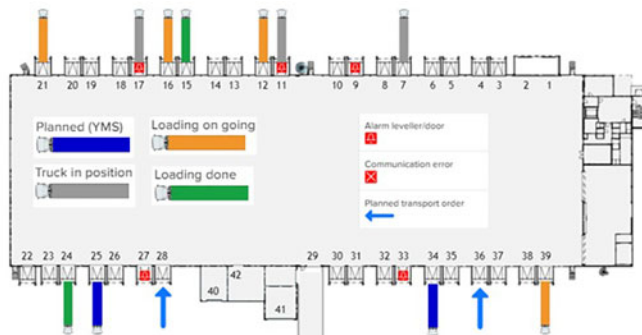 21 20 19 18 17 16 15 14 13 12 11 10 9 8 7 6 5 4 3 2 1
Planned (YMS)
Loading on going
Truck in position
Loading done
Alarm leveller/door
Communication error
Planned transport order
22 23 24 25 26 27 28 29 30 31 32 33 34 35 36 37 38 39
42
40
41